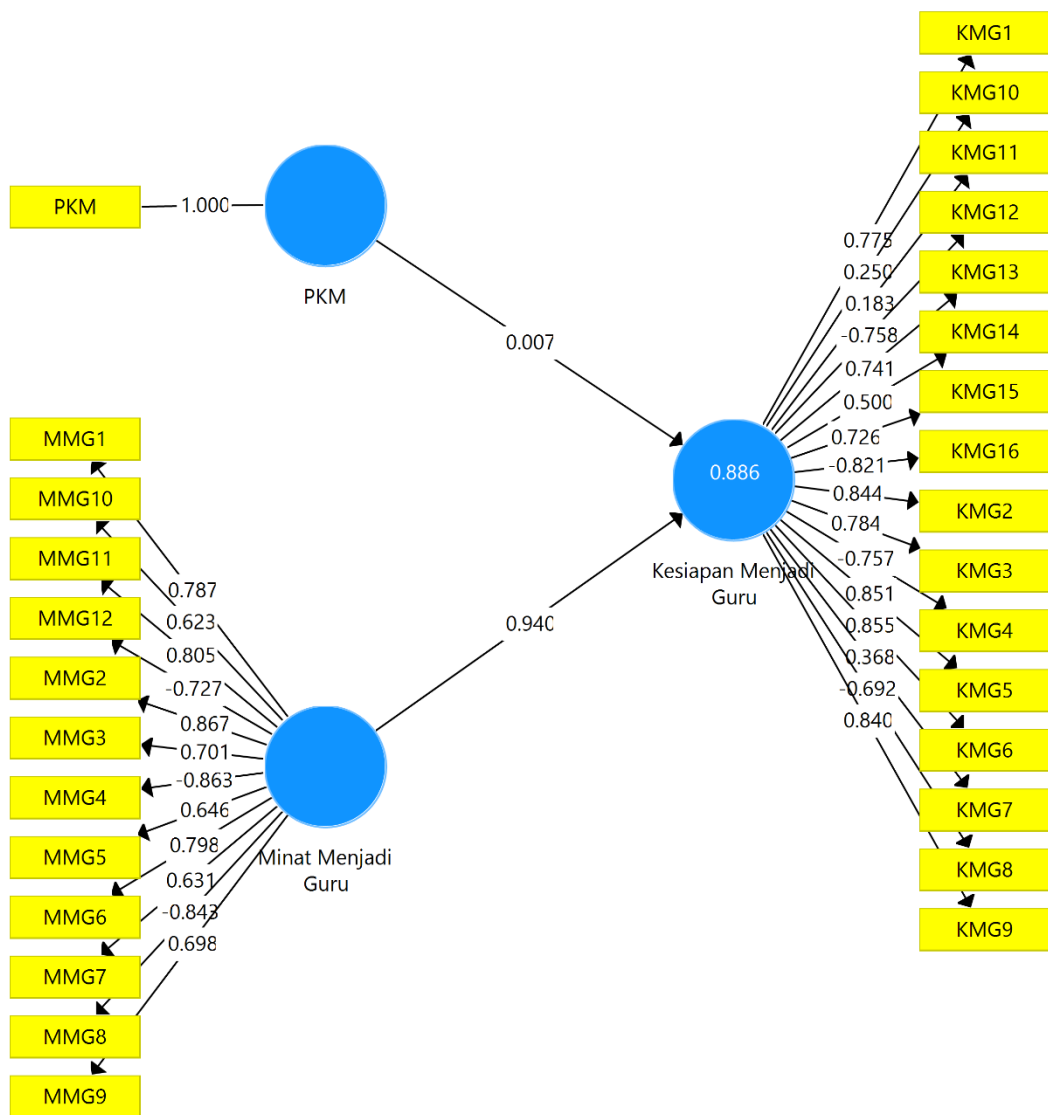 KMG1
KMG10
KMG11
KMG12
KMG13
KMG14
KMG15
KMG16
KMG2
KMG3
KMG4
KMG5
KMG6
KMG7
KMG8
KMG9
0.775
0.250
0.183
-0.758
0.741
0.500
0.726
-0.821
0.844
0.784
-0.757
0.851
0.855
0.368
-0.692
0.840
PKM
1.000
PKM
0.007
0.886
Kesiapan Menjadi
Guru
0.940
MMG1
MMG10
MMG11
MMG12
MMG2
MMG3
MMG4
MMG5
MMG6
MMG7
MMG8
MMG9
0.787
0.623
0.805
-0.727
0.867
0.701
-0.863
0.646
0.798
0.631
-0.843
0.698
Minat Menjadi
Guru